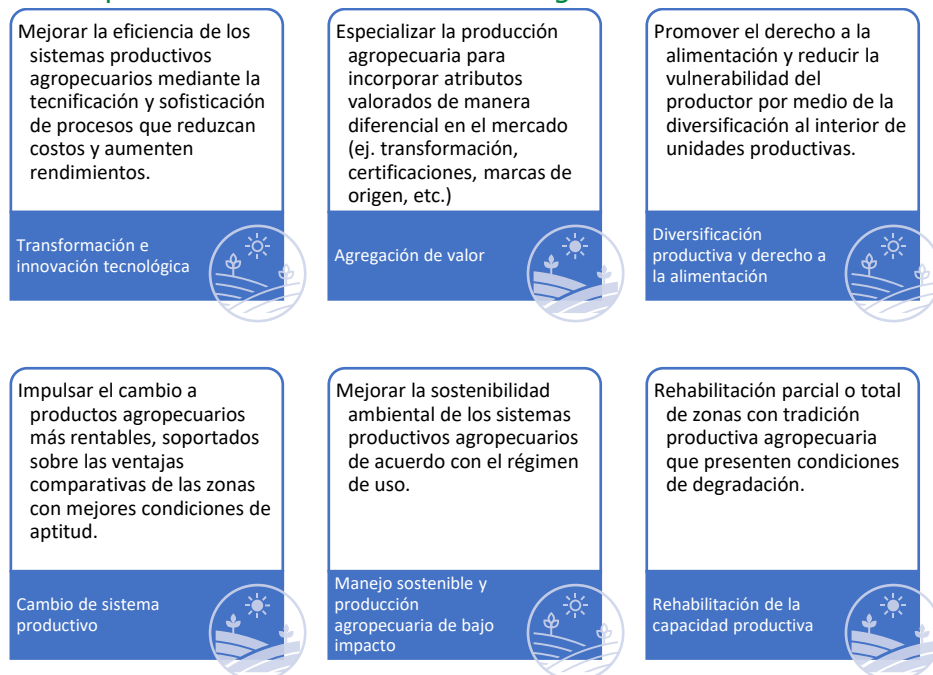 Mejorar la eficiencia de los
sistemas productivos
agropecuarios mediante la
tecnificación y sofisticación
de procesos que reduzcan
costos y aumenten
rendimientos.
Transformación e
innovación tecnológica
Especializar la producción
agropecuaria para
incorporar atributos
valorados de manera
diferencial en el mercado
(ej. transformación,
certificaciones, marcas de
origen, etc.)
Agregación de valor
Promover el derecho a la
alimentación y reducir la
vulnerabilidad del
productor por medio de la
diversificación al interior de
unidades productivas.
Diversificación
productiva y derecho a
la alimentación
Impulsar el cambio a
productos agropecuarios
más rentables, soportados
sobre las ventajas
comparativas de las zonas
con mejores condiciones de
aptitud.
Cambio de sistema
productivo
Mejorar la sostenibilidad
ambiental de los sistemas
productivos agropecuarios
de acuerdo con el régimen
de uso.
Manejo sostenible y
producción
agropecuaria de bajo
impacto
Rehabilitación parcial o total
de zonas con tradición
productiva agropecuaria
que presenten condiciones
de degradación.
Rehabilitación de la
capacidad productiva